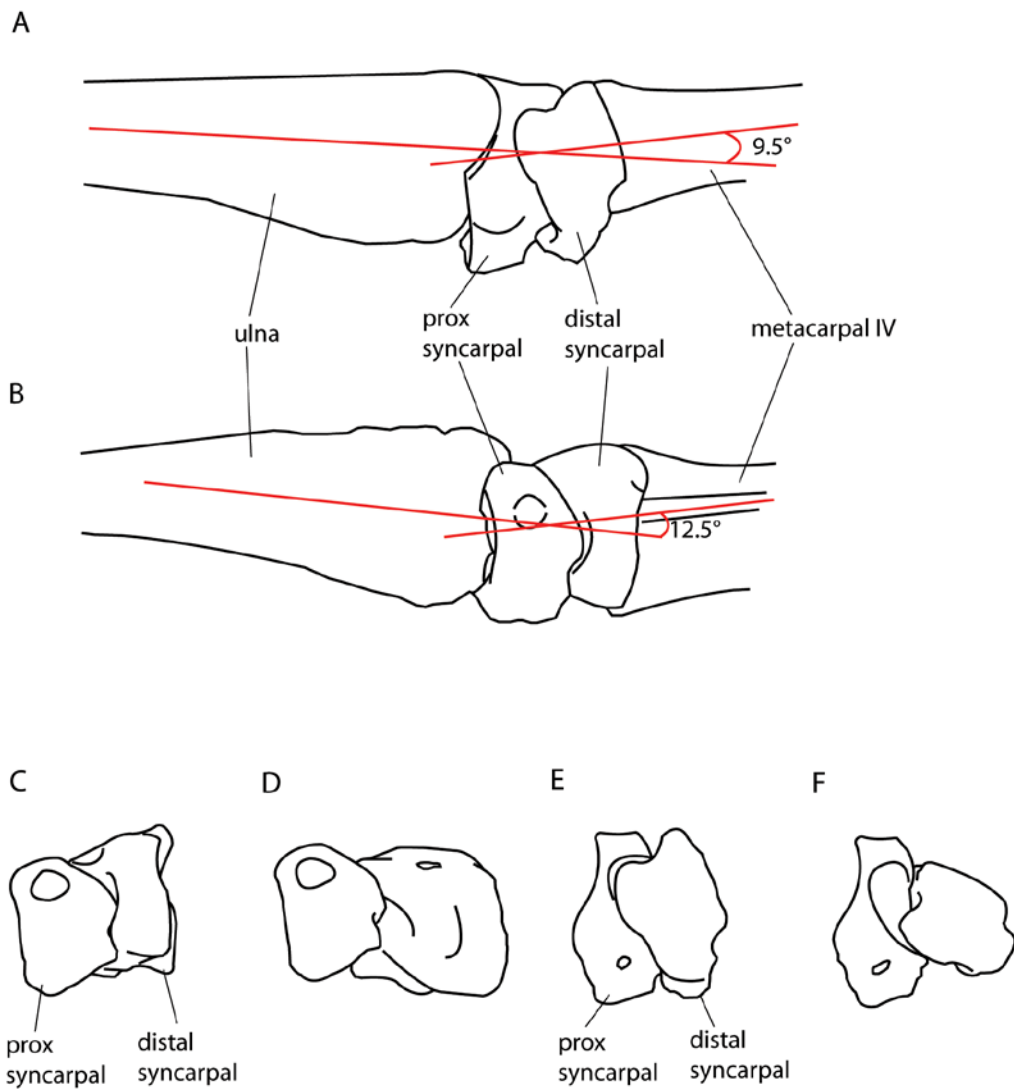 A
9.5°
ulna
prox
syncarpal
distal
syncarpal
metacarpal IV
B
12.5°
C
D
E
F
prox
syncarpal
distal
syncarpal
prox
syncarpal
distal
syncarpal